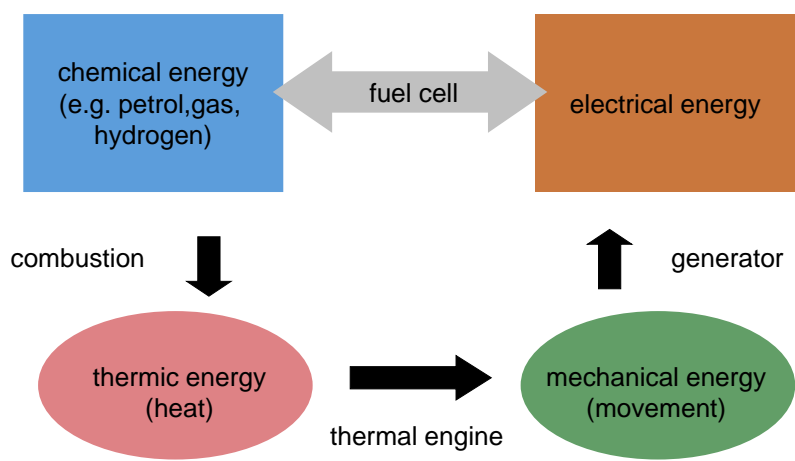 chemical energy
(e.g. petrol,gas,
hydrogen)
fuel cell
electrical energy
combustion
generator
thermic energy
(heat)
thermal engine
mechanical energy
(movement)